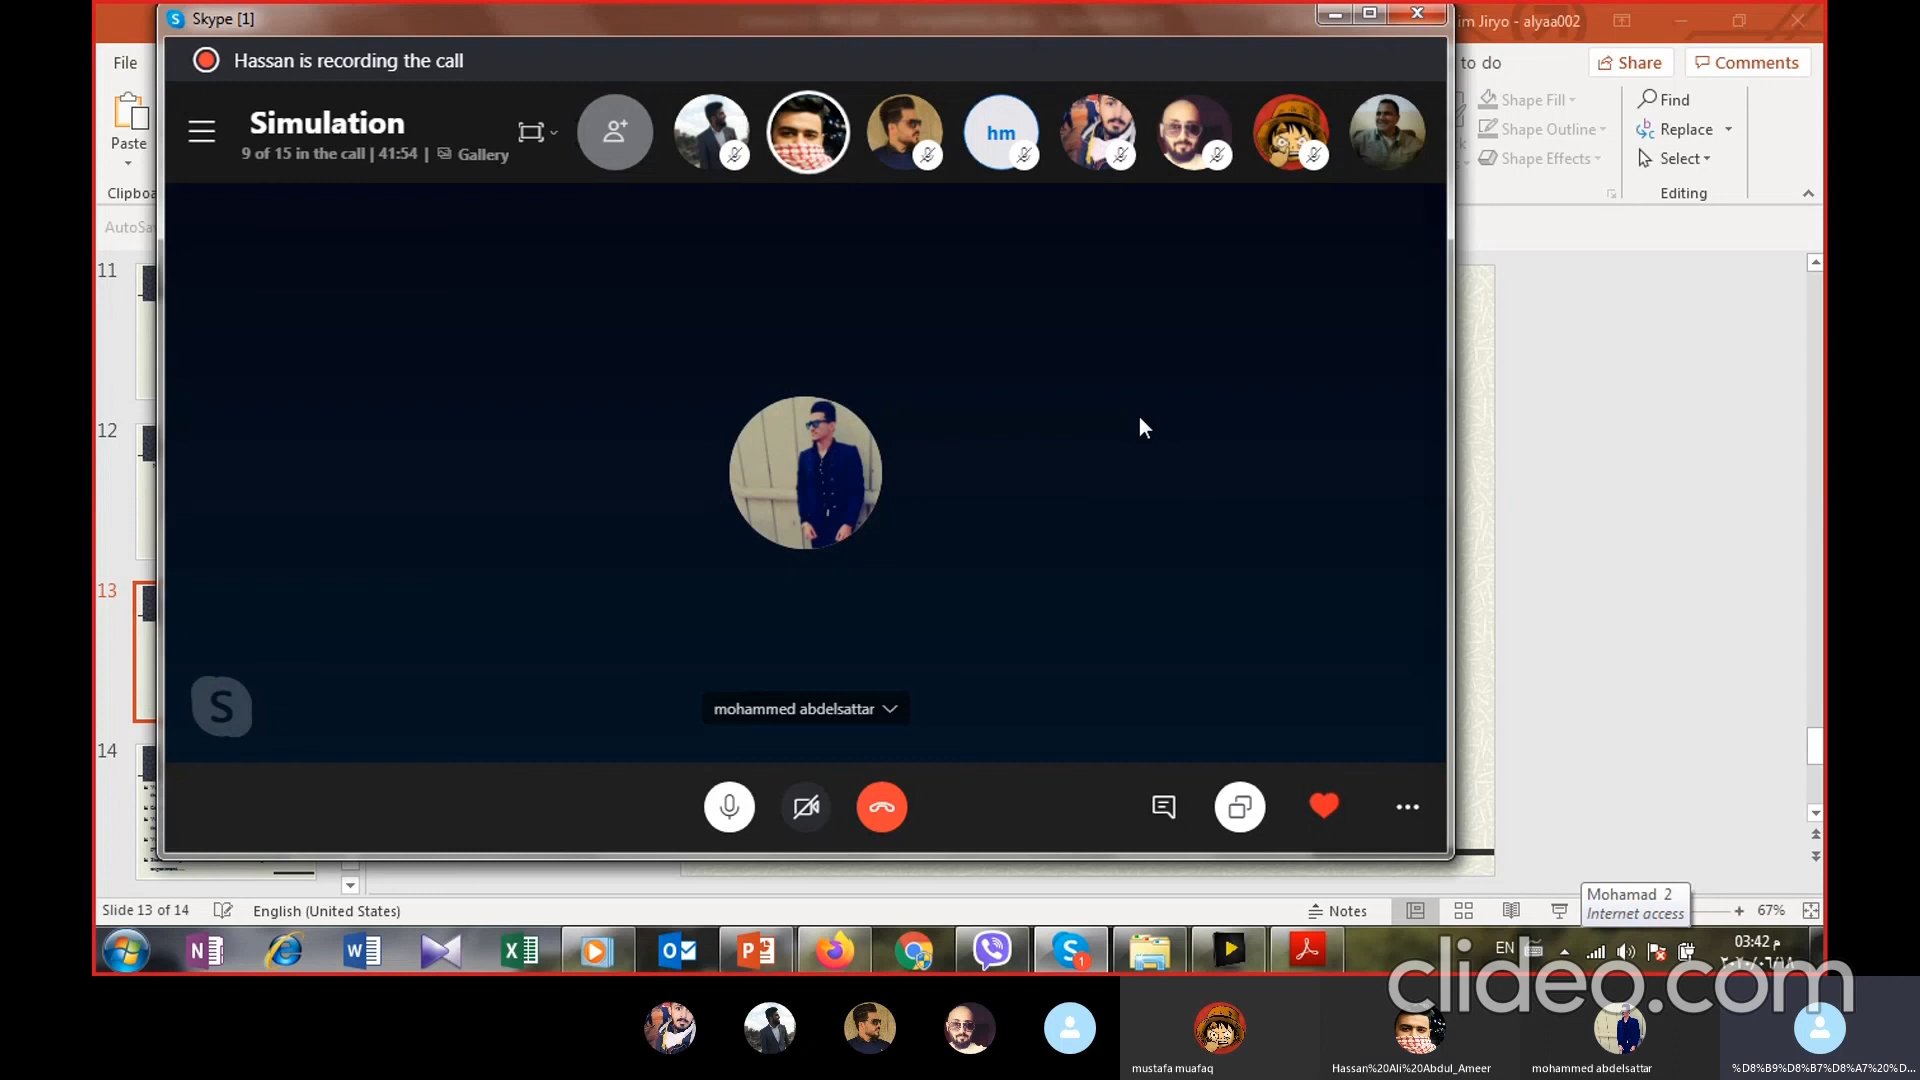 Skype [1]
im Jiryo - alyaa002
Hassan is recording the call
File
to do
Share
Comments
Simulation
9 of 15 in the call | 41:54 | Gallery
hm
Paste
Shape Fill
Shape Outline
Shape Effects
Find
Replace
Select
Clipboa
Editing
AutoSa
11
12
13
14
mohammed abdelsattar
Mohamad 2
Internet access
Slide 13 of 14
English (United States)
Notes
67%
EN
03:42 م
٢٠٢٠/٠٦/١٨
clideo.com
mustafa muafaq
Hassan%20Ali%20Abdul_Ameer
mohammed abdelsattar
%D8%B9%D8%B7%D8%A7%20%D...